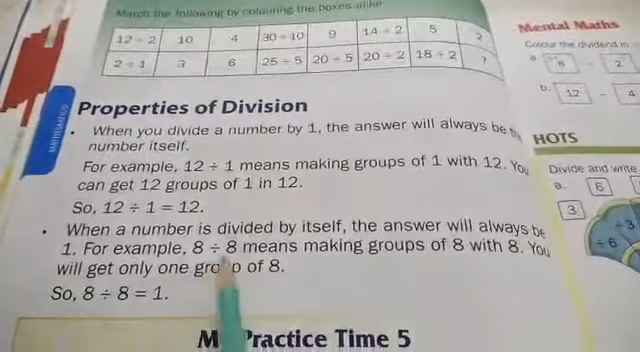 Match the following by colouring the boxes alike
12 ÷ 2 10 4 30 ÷ 10 9 14 ÷ 2 5 2
2 ÷ 1 3 6 25 ÷ 5 20 ÷ 5 20 ÷ 2 18 ÷ 2 7
Mental Maths
Colour the dividend in
a. 8 2
b. 12 4
MATHEMATICS
Properties of Division
• When you divide a number by 1, the answer will always be
number itself.
For example, 12 ÷ 1 means making groups of 1 with 12. You
can get 12 groups of 1 in 12.
So, 12 ÷ 1 = 12.
• When a number is divided by itself, the answer will always be
1. For example, 8 ÷ 8 means making groups of 8 with 8. You
will get only one group of 8.
So, 8 ÷ 8 = 1.
HOTS
Divide and write
a. 6
3
÷ 3
÷ 6
Practice Time 5